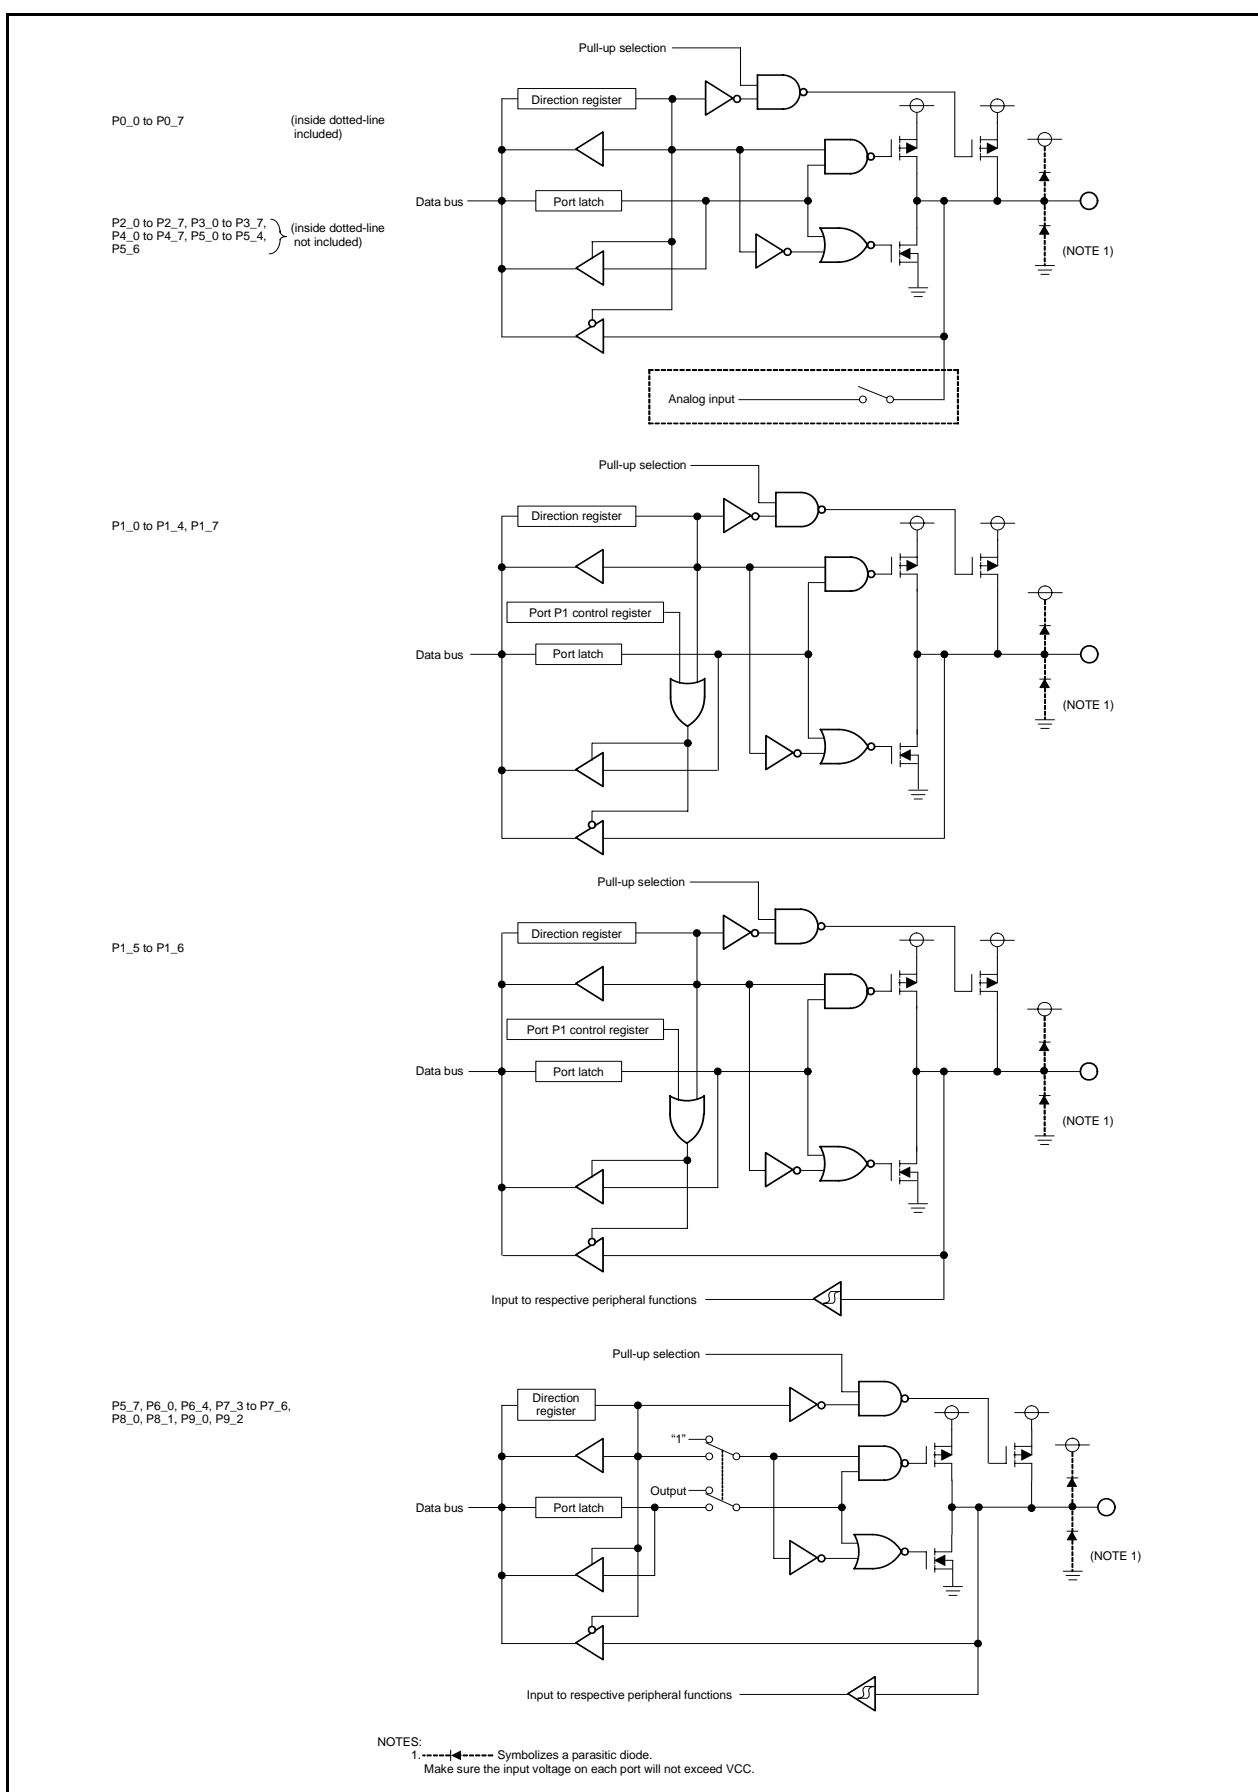 Pull-up selection
Direction register
P0_0 to P0_7
(inside dotted-line
included)
Data bus
Port latch
P2_0 to P2_7, P3_0 to P3_7,
P4_0 to P4_7, P5_0 to P5_4,
P5_6
(inside dotted-line
not included)
(NOTE 1)
Analog input
Pull-up selection
Direction register
P1_0 to P1_4, P1_7
Port P1 control register
Data bus
Port latch
(NOTE 1)
Pull-up selection
Direction register
P1_5 to P1_6
Port P1 control register
Data bus
Port latch
(NOTE 1)
Input to respective peripheral functions
Pull-up selection
Direction
register
P5_7, P6_0, P6_4, P7_3 to P7_6,
P8_0, P8_1, P9_0, P9_2
“1”
Output
Data bus
Port latch
(NOTE 1)
Input to respective peripheral functions
NOTES:
1. Symbolizes a parasitic diode.
Make sure the input voltage on each port will not exceed VCC.